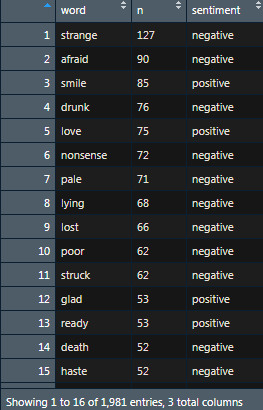 word n sentiment
1 strange 127 negative
2 afraid 90 negative
3 smile 85 positive
4 drunk 76 negative
5 love 75 positive
6 nonsense 72 negative
7 pale 71 negative
8 lying 68 negative
9 lost 66 negative
10 poor 62 negative
11 struck 62 negative
12 glad 53 positive
13 ready 53 positive
14 death 52 negative
15 haste 52 negative
Showing 1 to 16 of 1,981 entries, 3 total columns